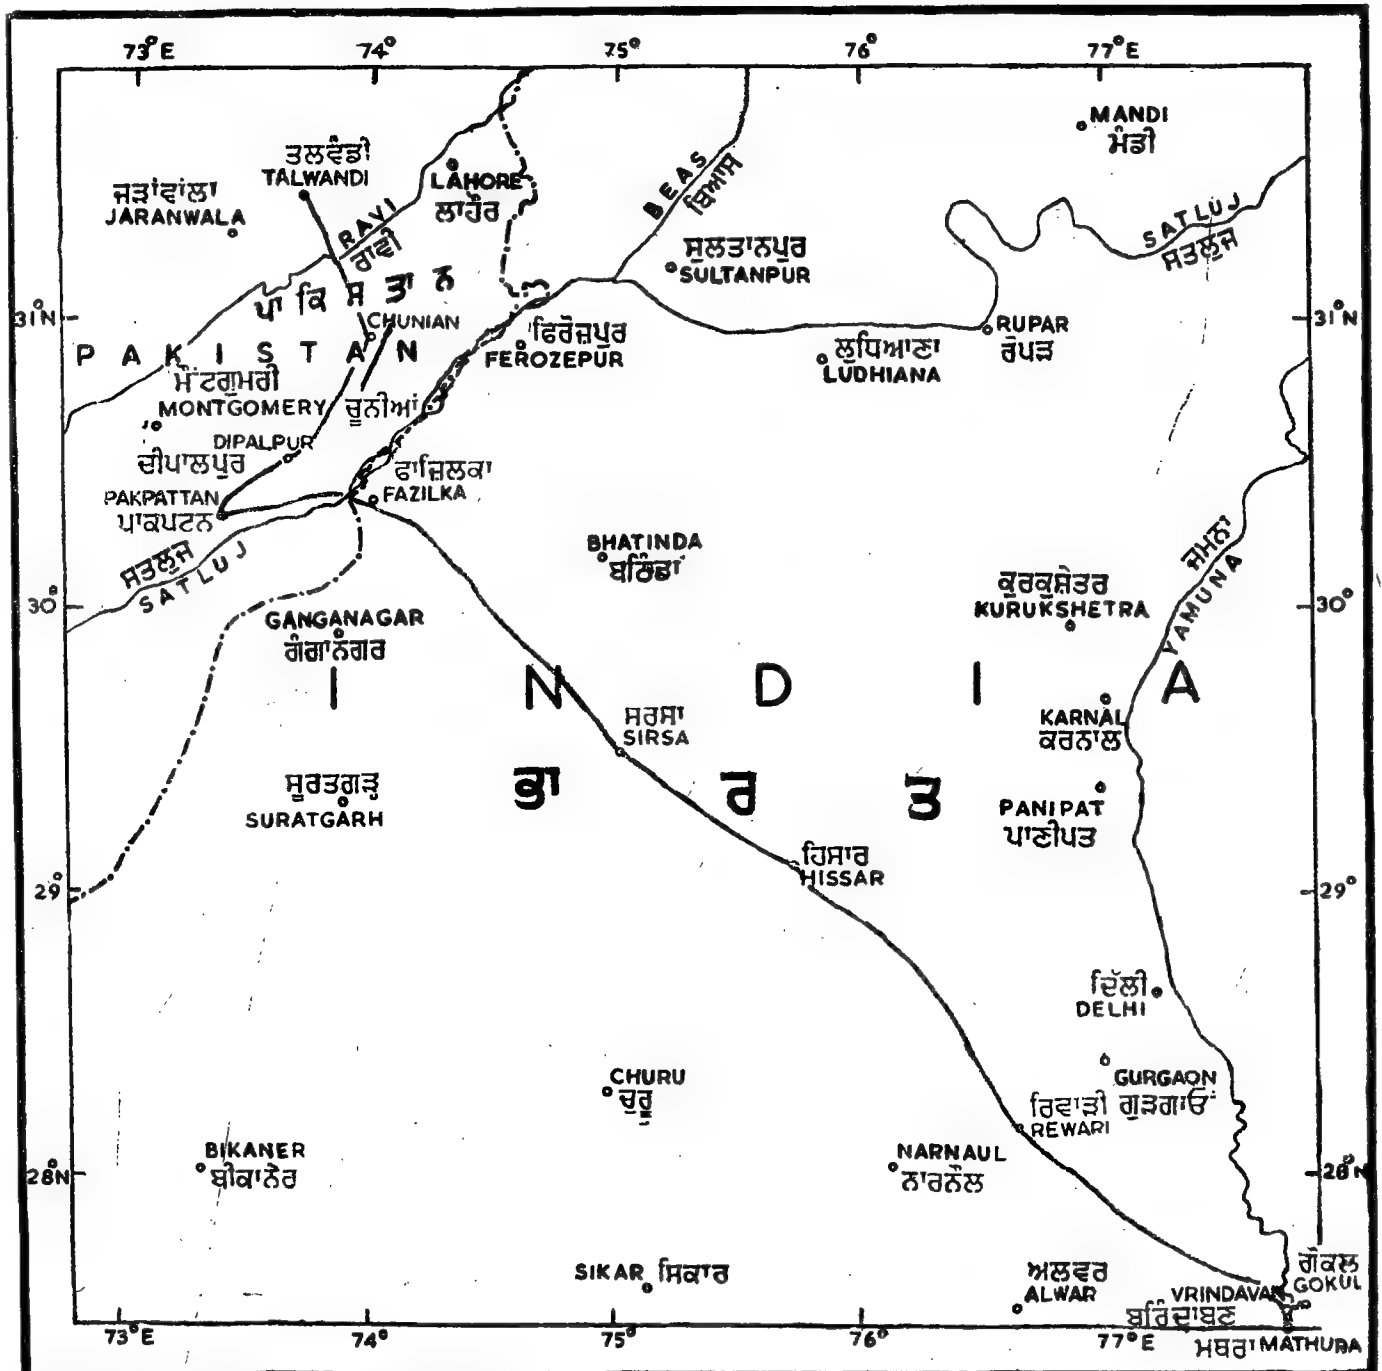 73°E 74° 75° 76° 77°E
MANDI
ਮੰਡੀ
ਤਲਵੰਡੀ
TALWANDI
ਜੜਾਂਵਾਲਾ
JARANWALA
LAHORE
ਲਾਹੌਰ
RAVI
ਰਾਵੀ
BEAS
ਬਿਆਸ
SATLUJ
ਸਤਲੁਜ
ਸੁਲਤਾਨਪੁਰ
SULTANPUR
ਪਾਕਿਸਤਾਨ
31°N
31°N
CHUNIAN
ਫਿਰੋਜ਼ਪੁਰ
FEROZEPUR
RUPAR
ਰੋਪੜ
ਲੁਧਿਆਣਾ
LUDHIANA
PAKISTAN
ਮੰਟਗੁਮਰੀ
MONTGOMERY
ਚੂਨੀਆਂ
DIPALPUR
ਦੀਪਾਲਪੁਰ
ਫਾਜ਼ਿਲਕਾ
FAZILKA
PAKPATTAN
ਪਾਕਪਟਨ
ਸਤਲੁਜ
SATLUJ
BHATINDA
ਬਠਿੰਡਾ
ਜਮਨਾ
YAMUNA
ਕੁਰਕੁਸ਼ੇਤਰ
KURUKSHETRA
30°
30°
GANGANAGAR
ਗੰਗਾਨਗਰ
INDIA
ਸਰਸਾ
SIRSA
KARNAL
ਕਰਨਾਲ
ਭਾਰਤ
ਸੂਰਤਗੜ੍ਹ
SURATGARH
PANIPAT
ਪਾਣੀਪਤ
ਹਿਸਾਰ
HISSAR
29°
29°
ਦਿੱਲੀ
DELHI
CHURU
ਚੁਰੂ
GURGAON
ਗੁੜਗਾਓਂ
ਰਿਵਾੜੀ
REWARI
BIKANER
ਬੀਕਾਨੇਰ
NARNAUL
ਨਾਰਨੌਲ
28°N
28°N
SIKAR ਸਿਕਾਰ
ਅਲਵਰ
ALWAR
ਗੋਕਲ
GOKUL
VRINDAVAN
ਬਰਿੰਦਾਬਣ
ਮਥਰਾ MATHURA
73°E 74° 75° 76° 77°E